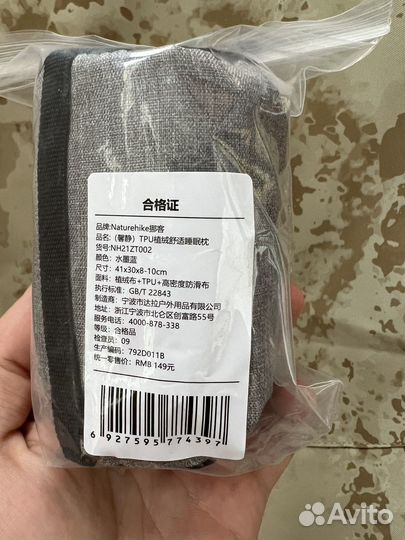 合格证
品牌:Naturehike挪客
品名:（馨静）TPU植绒舒适睡眠枕
货号:NH21ZT002
颜色: 水墨蓝
尺寸: 41x30x8-10cm
面料: 植绒布+TPU+高密度防滑布
执行标准: GB/T 22843
制造商: 宁波市达拉户外用品有限公司
地址: 浙江宁波市北仑区创富路55号
服务电话: 4000-878-338
等级: 合格品
检查员: 09
生产编码: 792D011B
统一零售价: RMB 149元
6 927595 774397
Avito